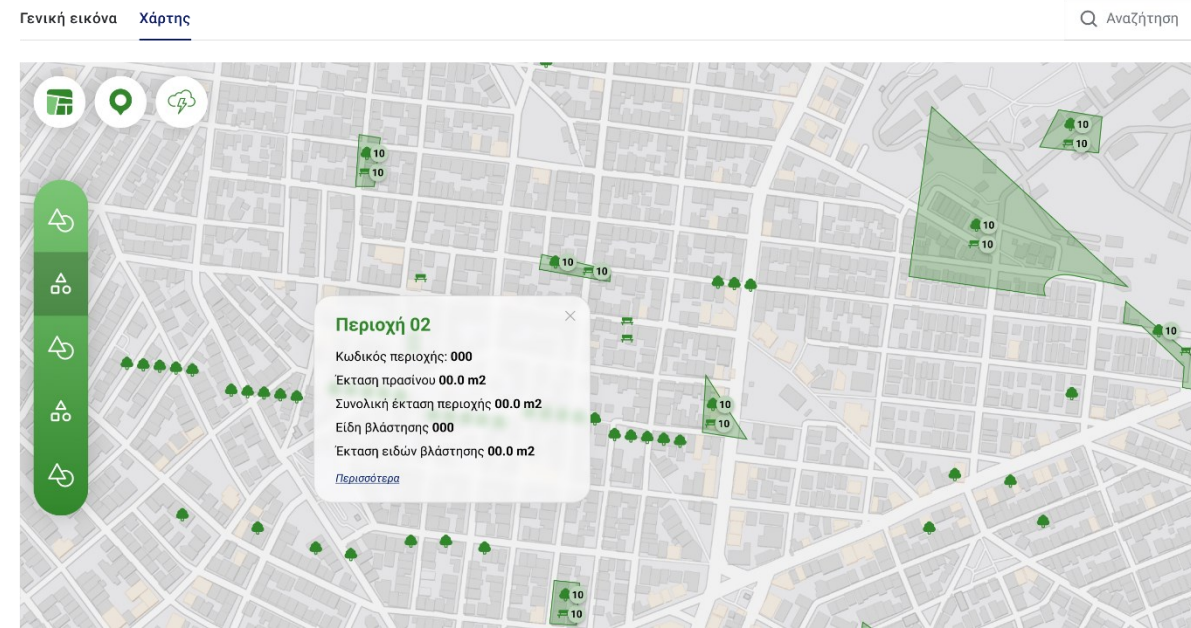 Γενική εικόνα Χάρτης Αναζήτηση
10
10
10
10
10
10
10
10
10
Περιοχή 02
Κωδικός περιοχής: 000
Έκταση πρασίνου 00.0 m2
Συνολική έκταση περιοχής 00.0 m2
Είδη βλάστησης 000
Έκταση ειδών βλάστησης 00.0 m2
Περισσότερα
10
10
10
10